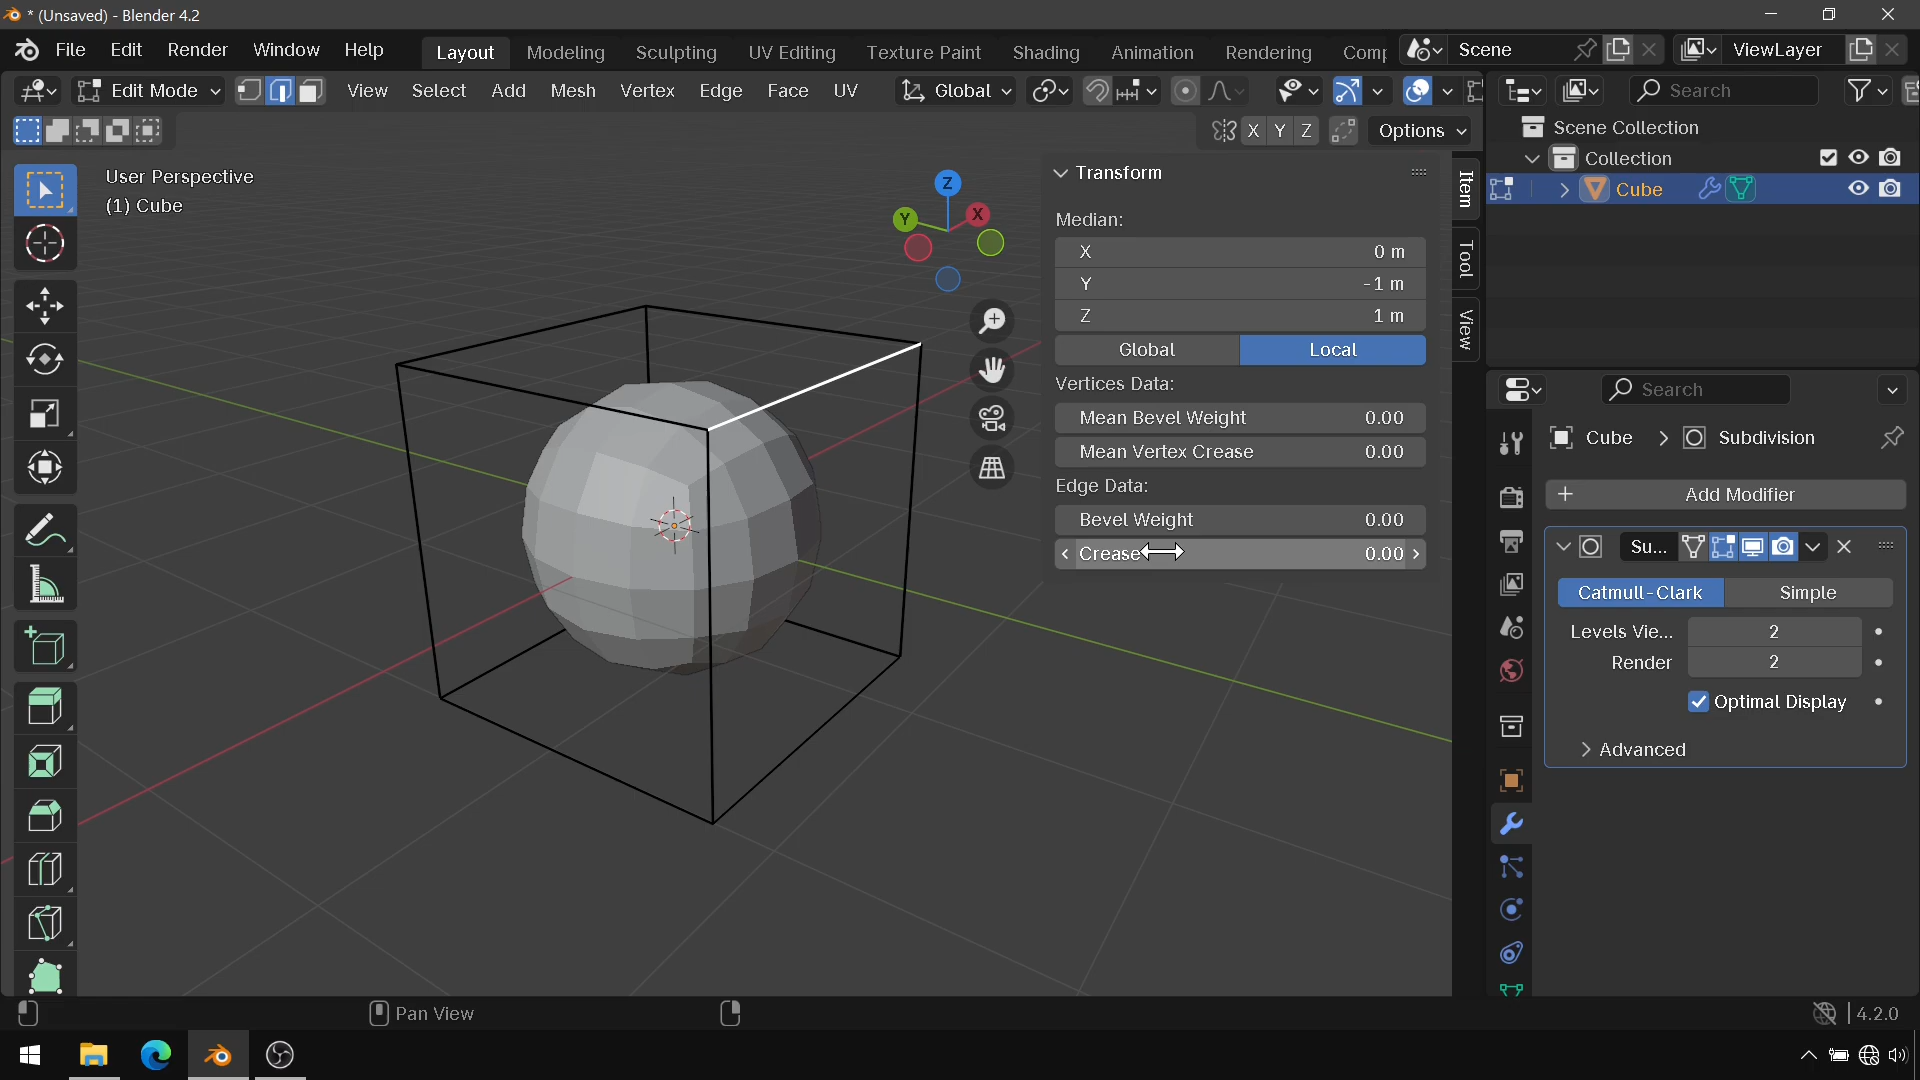 * (Unsaved) - Blender 4.2
File Edit Render Window Help Layout Modeling Sculpting UV Editing Texture Paint Shading Animation Rendering Comp Scene ViewLayer
Edit Mode View Select Add Mesh Vertex Edge Face UV Global Search
X Y Z Options
Scene Collection
Collection
Cube
User Perspective
(1) Cube
Z
Y
X
Transform
Median:
X 0 m
Y -1 m
Z 1 m
Global Local
Vertices Data:
Mean Bevel Weight 0.00
Mean Vertex Crease 0.00
Edge Data:
Bevel Weight 0.00
Crease 0.00
Item
Tool
View
Search
Cube Subdivision
Add Modifier
Su...
Catmull-Clark Simple
Levels Vie... 2
Render 2
Optimal Display
Advanced
Pan View
4.2.0